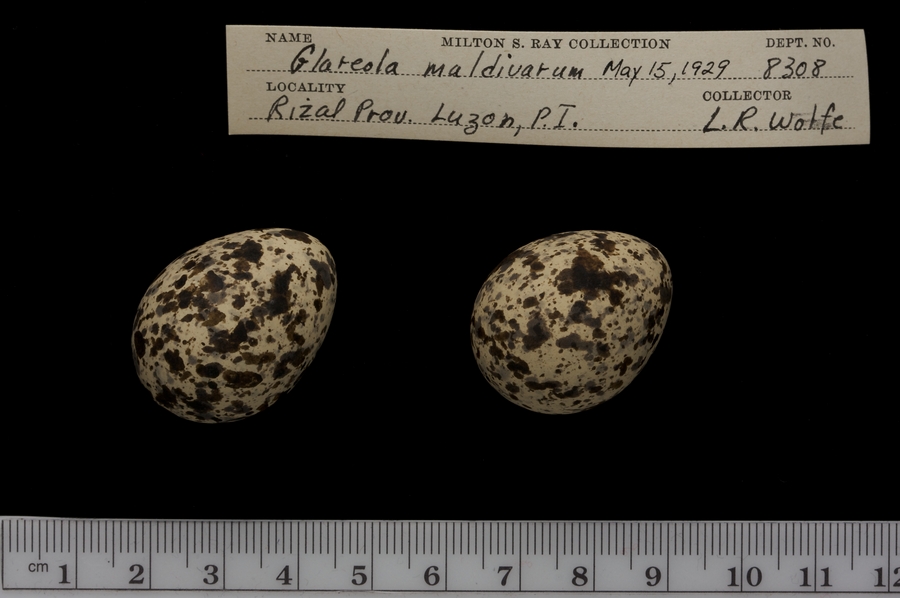 NAME MILTON S. RAY COLLECTION DEPT. NO.
Glareola maldivarum May 15, 1929 8308
LOCALITY COLLECTOR
Rizal Prov. Luzon, P.I. L.R. Wolfe
cm 1 2 3 4 5 6 7 8 9 10 11 12